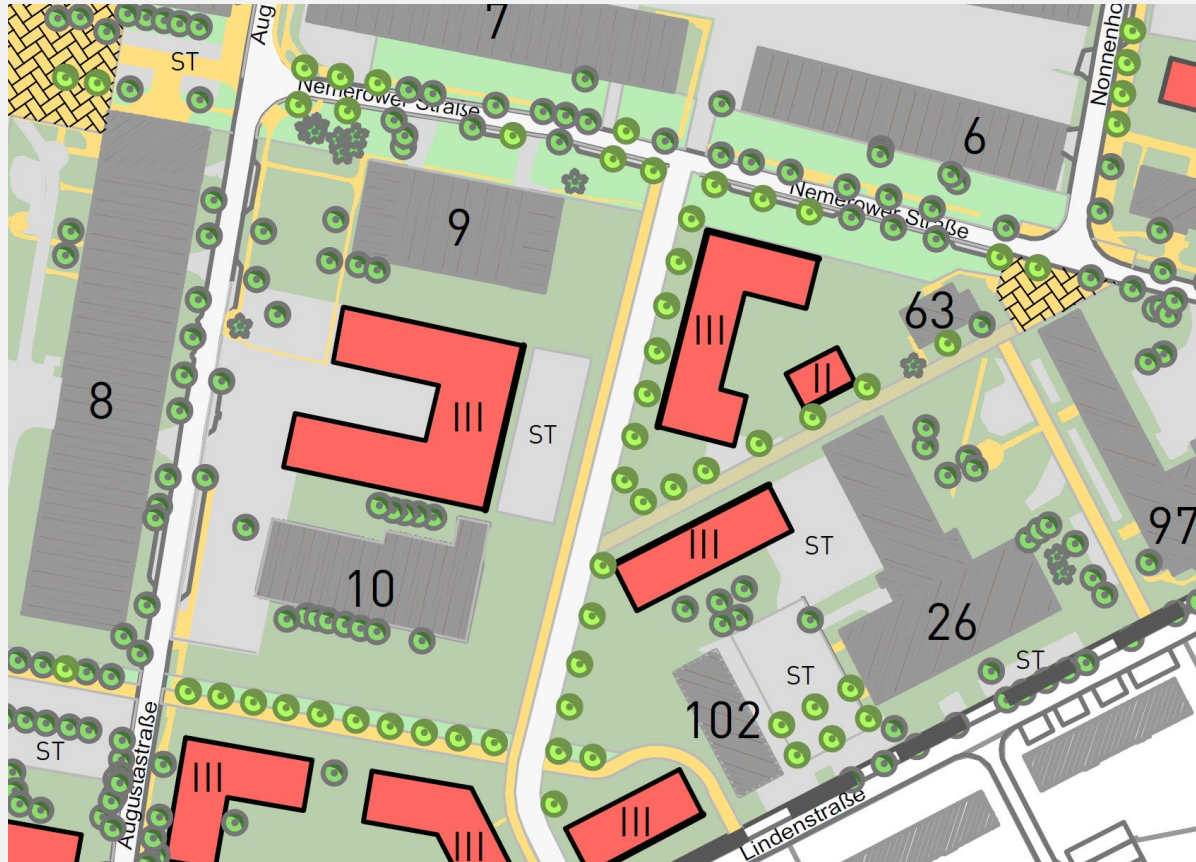 7
Aug
ST
Nonnenho
Nemerower Straße
6
Nemerower Straße
9
III
63
II
8
III
ST
III
97
ST
10
26
ST
ST
102
Augustastraße
ST
III
III
III
Lindenstraße